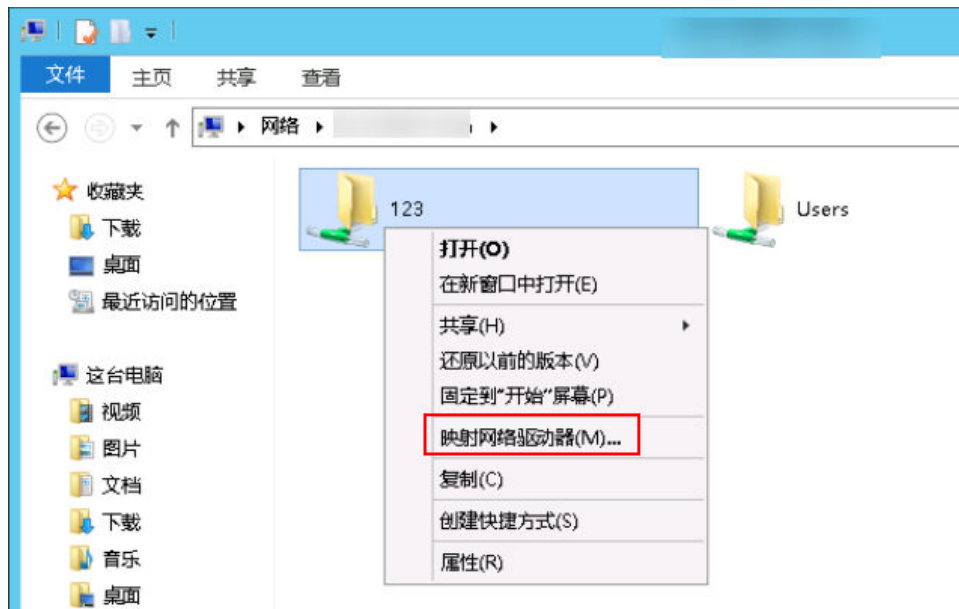 文件 主页 共享 查看
网络
收藏夹
下载
桌面
最近访问的位置
这台电脑
视频
图片
文档
下载
音乐
桌面
123
Users
打开(O)
在新窗口中打开(E)
共享(H)
还原以前的版本(V)
固定到"开始"屏幕(P)
映射网络驱动器(M)...
复制(C)
创建快捷方式(S)
属性(R)